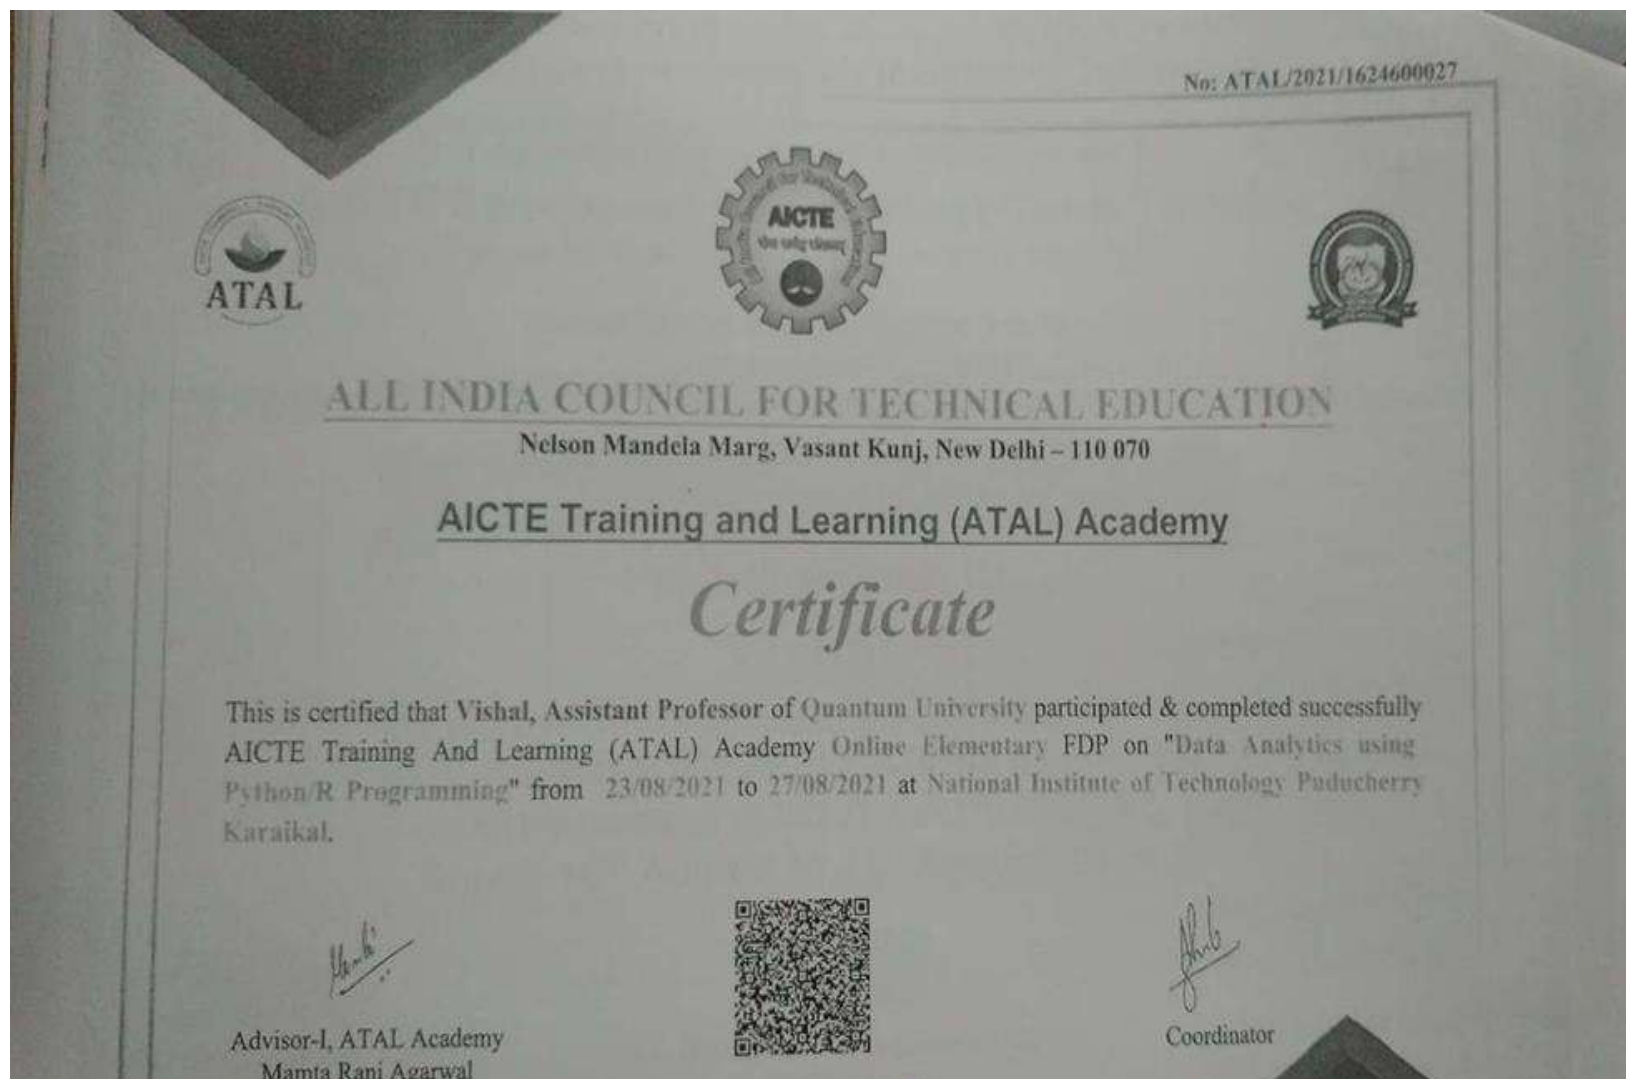 No: ATAL/2021/1624600027
AICTE
ATAL
ALL INDIA COUNCIL FOR TECHNICAL EDUCATION
Nelson Mandela Marg, Vasant Kunj, New Delhi – 110 070
AICTE Training and Learning (ATAL) Academy
Certificate
This is certified that Vishal, Assistant Professor of Quantum University participated & completed successfully
AICTE Training And Learning (ATAL) Academy Online Elementary FDP on "Data Analytics using
Python/R Programming" from 23/08/2021 to 27/08/2021 at National Institute of Technology Puducherry
Karaikal.
Advisor-I, ATAL Academy
Mamta Rani Agarwal
Coordinator